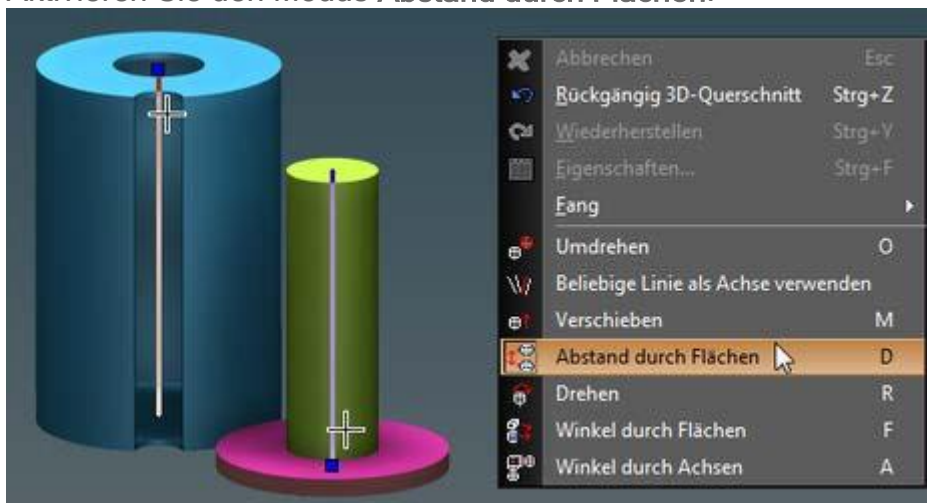 Aktivieren Sie den Modus Abstand durch Flächen.
Abbrechen Esc
Rückgängig 3D-Querschnitt Strg+Z
Wiederherstellen Strg+Y
Eigenschaften... Strg+F
Fang
Umdrehen O
Beliebige Linie als Achse verwenden
Verschieben M
Abstand durch Flächen D
Drehen R
Winkel durch Flächen F
Winkel durch Achsen A